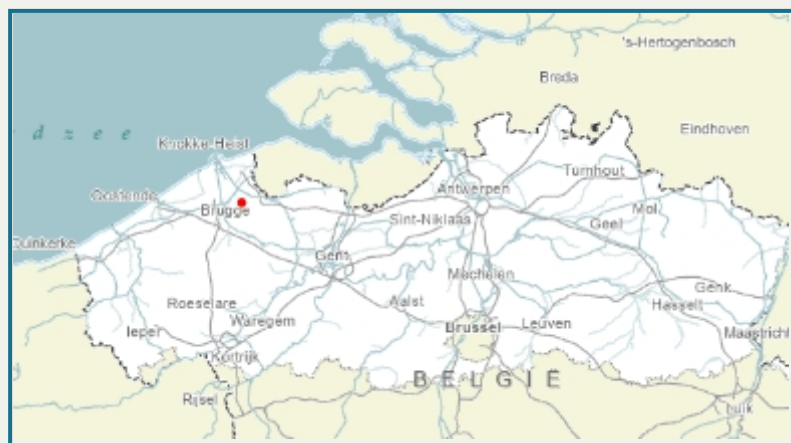 's-Hertogenbosch
Breda
Eindhoven
d z e e
Knokke-Heist
Turnhout
Antwerpen
Oostende
Mol
Brugge
Sint-Niklaas
Geel
Duinkerke
Gent
Mechelen
Genk
Roeselare
Aalst
Hasselt
Waregem
Brussel
Leuven
Ieper
Maastricht
Kortrijk
BELGIË
Rijsel
Luik